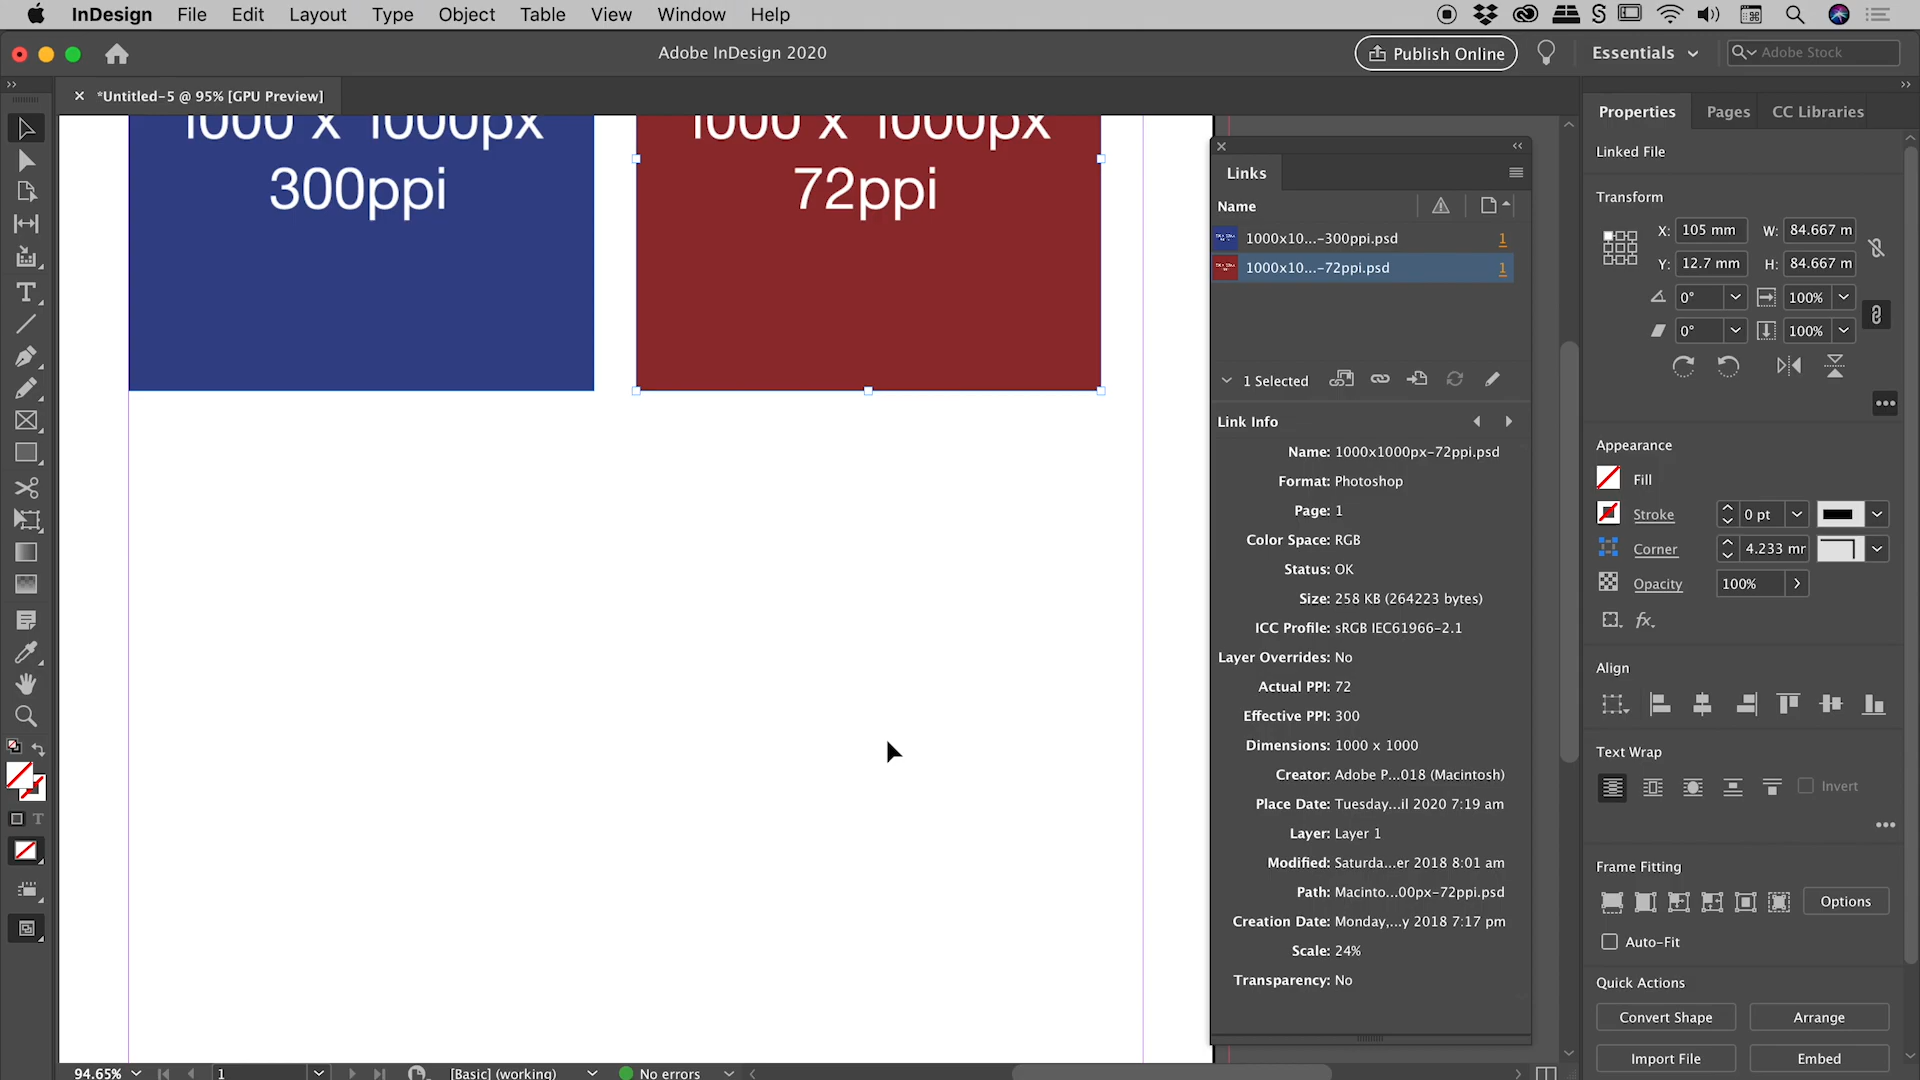 InDesign File Edit Layout Type Object Table View Window Help
Adobe InDesign 2020
Publish Online
Essentials
Adobe Stock
*Untitled-5 @ 95% [GPU Preview]
1000 x 1000px
300ppi
1000 x 1000px
72ppi
Links
Name
1000x10...-300ppi.psd 1
1000x10...-72ppi.psd 1
1 Selected
Link Info
Name: 1000x1000px-72ppi.psd
Format: Photoshop
Page: 1
Color Space: RGB
Status: OK
Size: 258 KB (264223 bytes)
ICC Profile: sRGB IEC61966-2.1
Layer Overrides: No
Actual PPI: 72
Effective PPI: 300
Dimensions: 1000 x 1000
Creator: Adobe P...018 (Macintosh)
Place Date: Tuesday...il 2020 7:19 am
Layer: Layer 1
Modified: Saturda...er 2018 8:01 am
Path: Macinto...00px-72ppi.psd
Creation Date: Monday,...y 2018 7:17 pm
Scale: 24%
Transparency: No
Properties Pages CC Libraries
Linked File
Transform
X: 105 mm W: 84.667 m
Y: 12.7 mm H: 84.667 m
0° 100%
0° 100%
Appearance
Fill
Stroke 0 pt
Corner 4.233 mr
Opacity 100%
fx.
Align
Text Wrap
Invert
Frame Fitting
Options
Auto-Fit
Quick Actions
Convert Shape Arrange
Import File Embed
94.65% 1 [Basic] (working) No errors